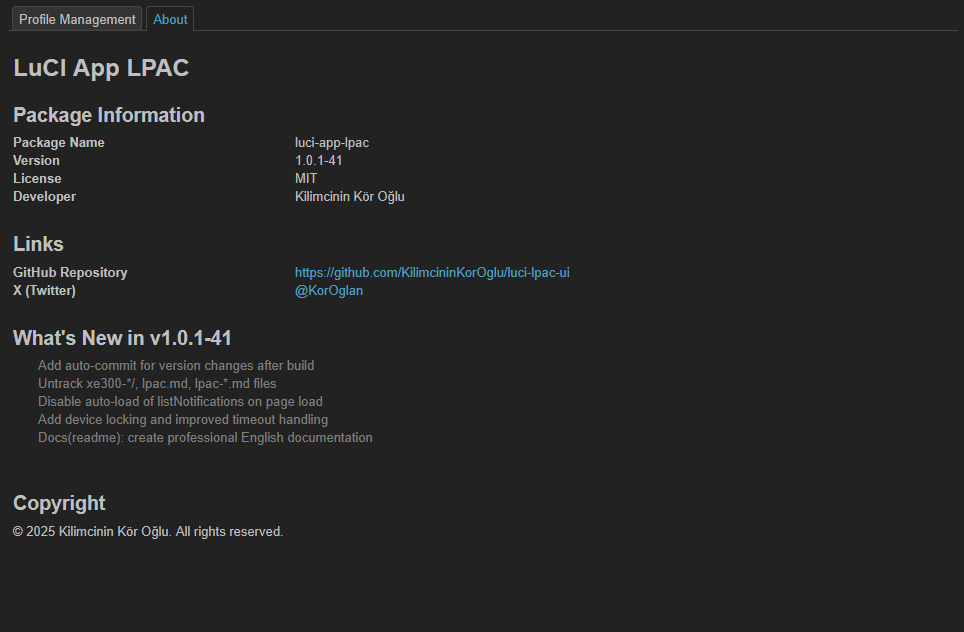 Profile Management
About
LuCI App LPAC
Package Information
Package Name luci-app-lpac
Version 1.0.1-41
License MIT
Developer Kilimcinin Kör Oğlu
Links
GitHub Repository https://github.com/KilimcininKorOglu/luci-lpac-ui
X (Twitter) @KorOglan
What's New in v1.0.1-41
Add auto-commit for version changes after build
Untrack xe300-*/, lpac.md, lpac-*.md files
Disable auto-load of listNotifications on page load
Add device locking and improved timeout handling
Docs(readme): create professional English documentation
Copyright
© 2025 Kilimcinin Kör Oğlu. All rights reserved.